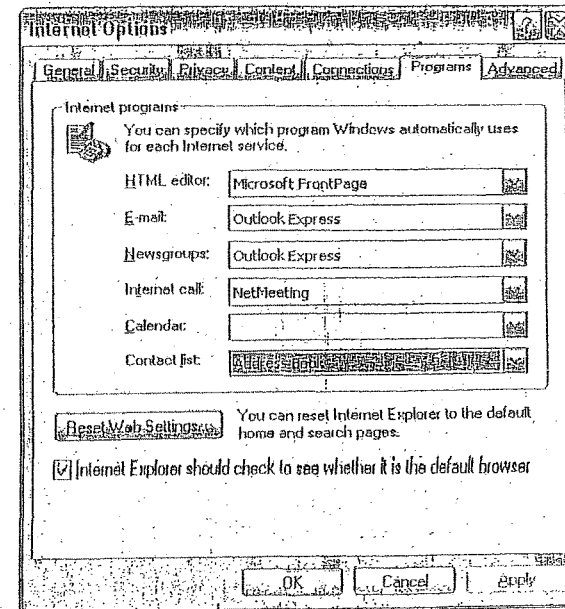 Internet Options
General Security Privacy Content Connections Programs Advanced
Internet programs
You can specify which program Windows automatically uses
for each Internet service.
HTML editor: Microsoft FrontPage
E-mail: Outlook Express
Newsgroups: Outlook Express
Internet call: NetMeeting
Calendar:
Contact list: Address Book
Reset Web Settings... You can reset Internet Explorer to the default
home and search pages.
Internet Explorer should check to see whether it is the default browser
OK Cancel Apply